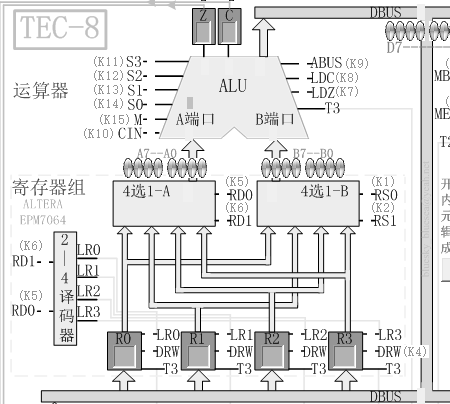 Z C
DBUS
TEC-8
D7
(K11) S3
(K12) S2
(K13) S1
(K14) S0
(K15) M
(K10) CIN
运算器
ALU
A端口 B端口
ABUS(K9)
LDC(K8)
LDZ(K7)
T3
A7--A0 B7--B0
寄存器组
ALTERA
EPM7064
4选1-A
(K5)
RD0
(K6)
RD1
4选1-B
(K1)
RS0
(K2)
RS1
(K6)
RD1
(K5)
RD0
2—4译码器
LR0
LR1
LR2
LR3
R0 LR0 R1 LR1 R2 LR2 R3 LR3
DRW DRW DRW DRW(K4)
T3 T3 T3 T3
DBUS
MB
ME
T2
开
内
元
辑
成